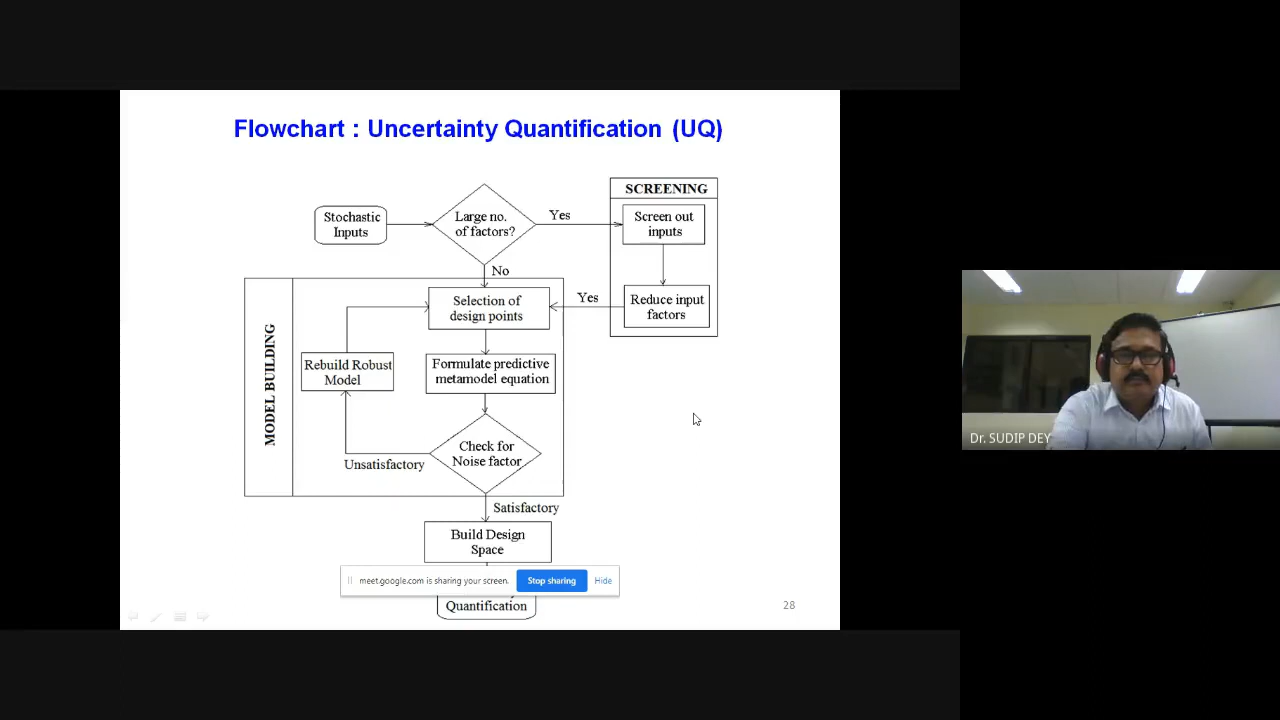 Flowchart : Uncertainty Quantification (UQ)
SCREENING
Stochastic
Inputs
Large no.
of factors?
Yes
Screen out
inputs
No
Selection of
design points
Yes
Reduce input
factors
MODEL BUILDING
Rebuild Robust
Model
Formulate predictive
metamodel equation
Check for
Noise factor
Unsatisfactory
Satisfactory
Build Design
Space
meet.google.com is sharing your screen.
Stop sharing
Hide
Quantification
28
Dr. SUDIP DEY